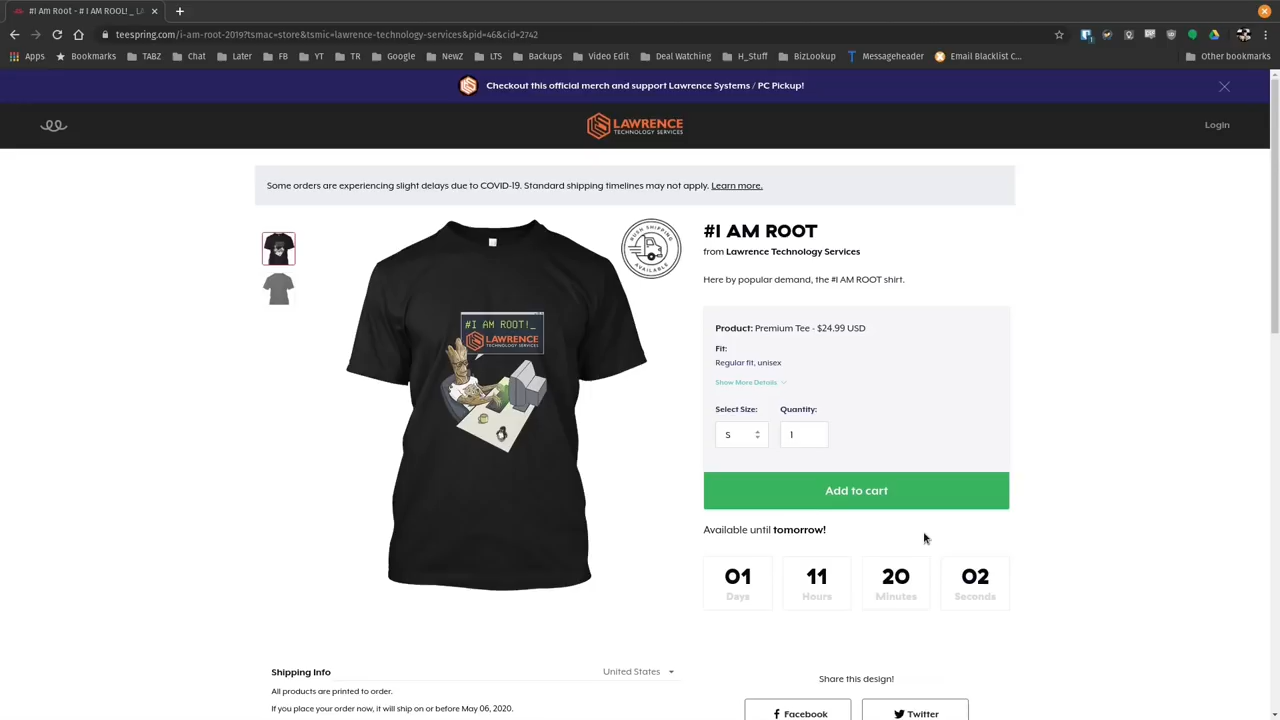 #I AM ROOT - # I AM ROOT! _ LA
teespring.com/i-am-root-2019?tsmac=store&tsmic=lawrence-technology-services&pid=46&cid=2742
Apps Bookmarks TABZ Chat Later FB YT TR Google NewZ LTS Backups Video Edit Deal Watching H_Stuff BizLookup Messageheader Email Blacklist C... Other bookmarks
Checkout this official merch and support Lawrence Systems / PC Pickup!
LAWRENCE
TECHNOLOGY SERVICES
Login
Some orders are experiencing slight delays due to COVID-19. Standard shipping timelines may not apply. Learn more.
RUSH SHIPPING
AVAILABLE
#I AM ROOT!_
LAWRENCE
TECHNOLOGY SERVICES
#I AM ROOT
from Lawrence Technology Services
Here by popular demand, the #I AM ROOT shirt.
Product: Premium Tee - $24.99 USD
Fit:
Regular fit, unisex
Show More Details
Select Size: Quantity:
S 1
Add to cart
Available until tomorrow!
01 11 20 02
Days Hours Minutes Seconds
Shipping Info United States
All products are printed to order.
If you place your order now, it will ship on or before May 06, 2020.
Share this design!
Facebook Twitter